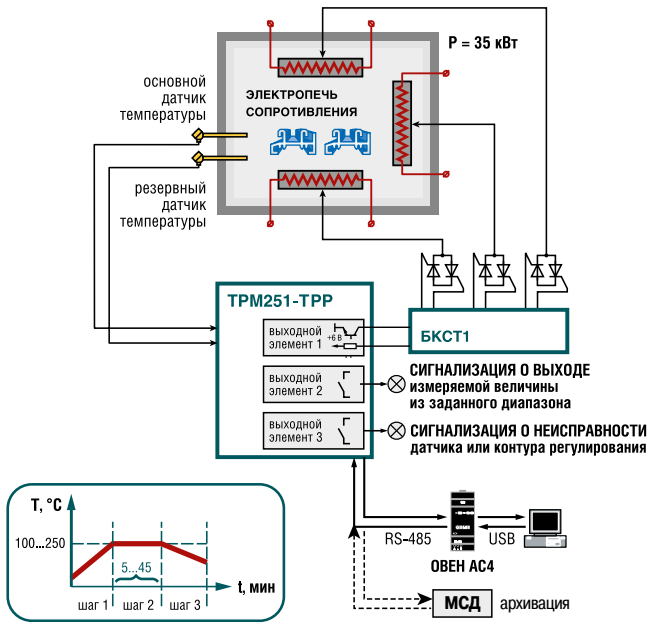 P = 35 кВт
основной
датчик
температуры
ЭЛЕКТРОПЕЧЬ
СОПРОТИВЛЕНИЯ
резервный
датчик
температуры
ТРМ251-ТРР
выходной
элемент 1
+6 В
БКСТ1
выходной
элемент 2
СИГНАЛИЗАЦИЯ О ВЫХОДЕ
измеряемой величины
из заданного диапазона
выходной
элемент 3
СИГНАЛИЗАЦИЯ О НЕИСПРАВНОСТИ
датчика или контура регулирования
T, °C
100...250
5...45
t, мин
шаг 1
шаг 2
шаг 3
RS-485
USB
ОВЕН АС4
МСД
архивация